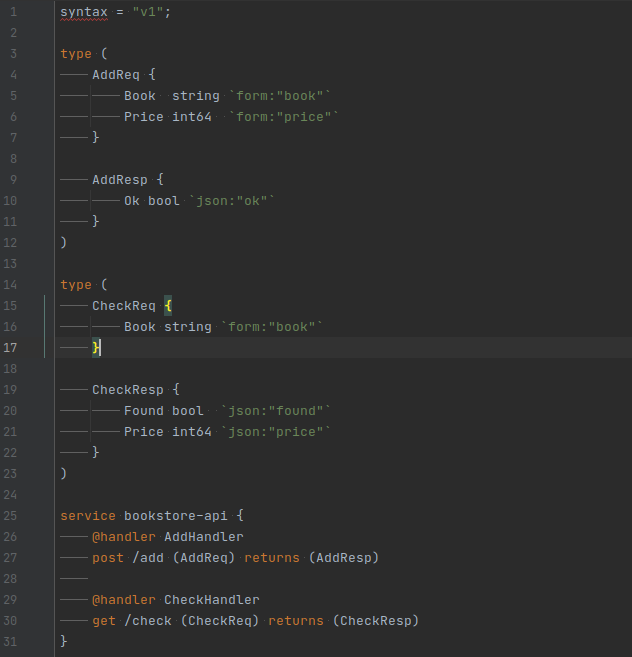 1 syntax = "v1";
2
3 type (
4     AddReq {
5         Book  string `form:"book"`
6         Price int64  `form:"price"`
7     }
8
9     AddResp {
10         Ok bool `json:"ok"`
11     }
12 )
13
14 type (
15     CheckReq {
16         Book string `form:"book"`
17     }
18
19     CheckResp {
20         Found bool  `json:"found"`
21         Price int64 `json:"price"`
22     }
23 )
24
25 service bookstore-api {
26     @handler AddHandler
27     post /add (AddReq) returns (AddResp)
28
29     @handler CheckHandler
30     get /check (CheckReq) returns (CheckResp)
31 }